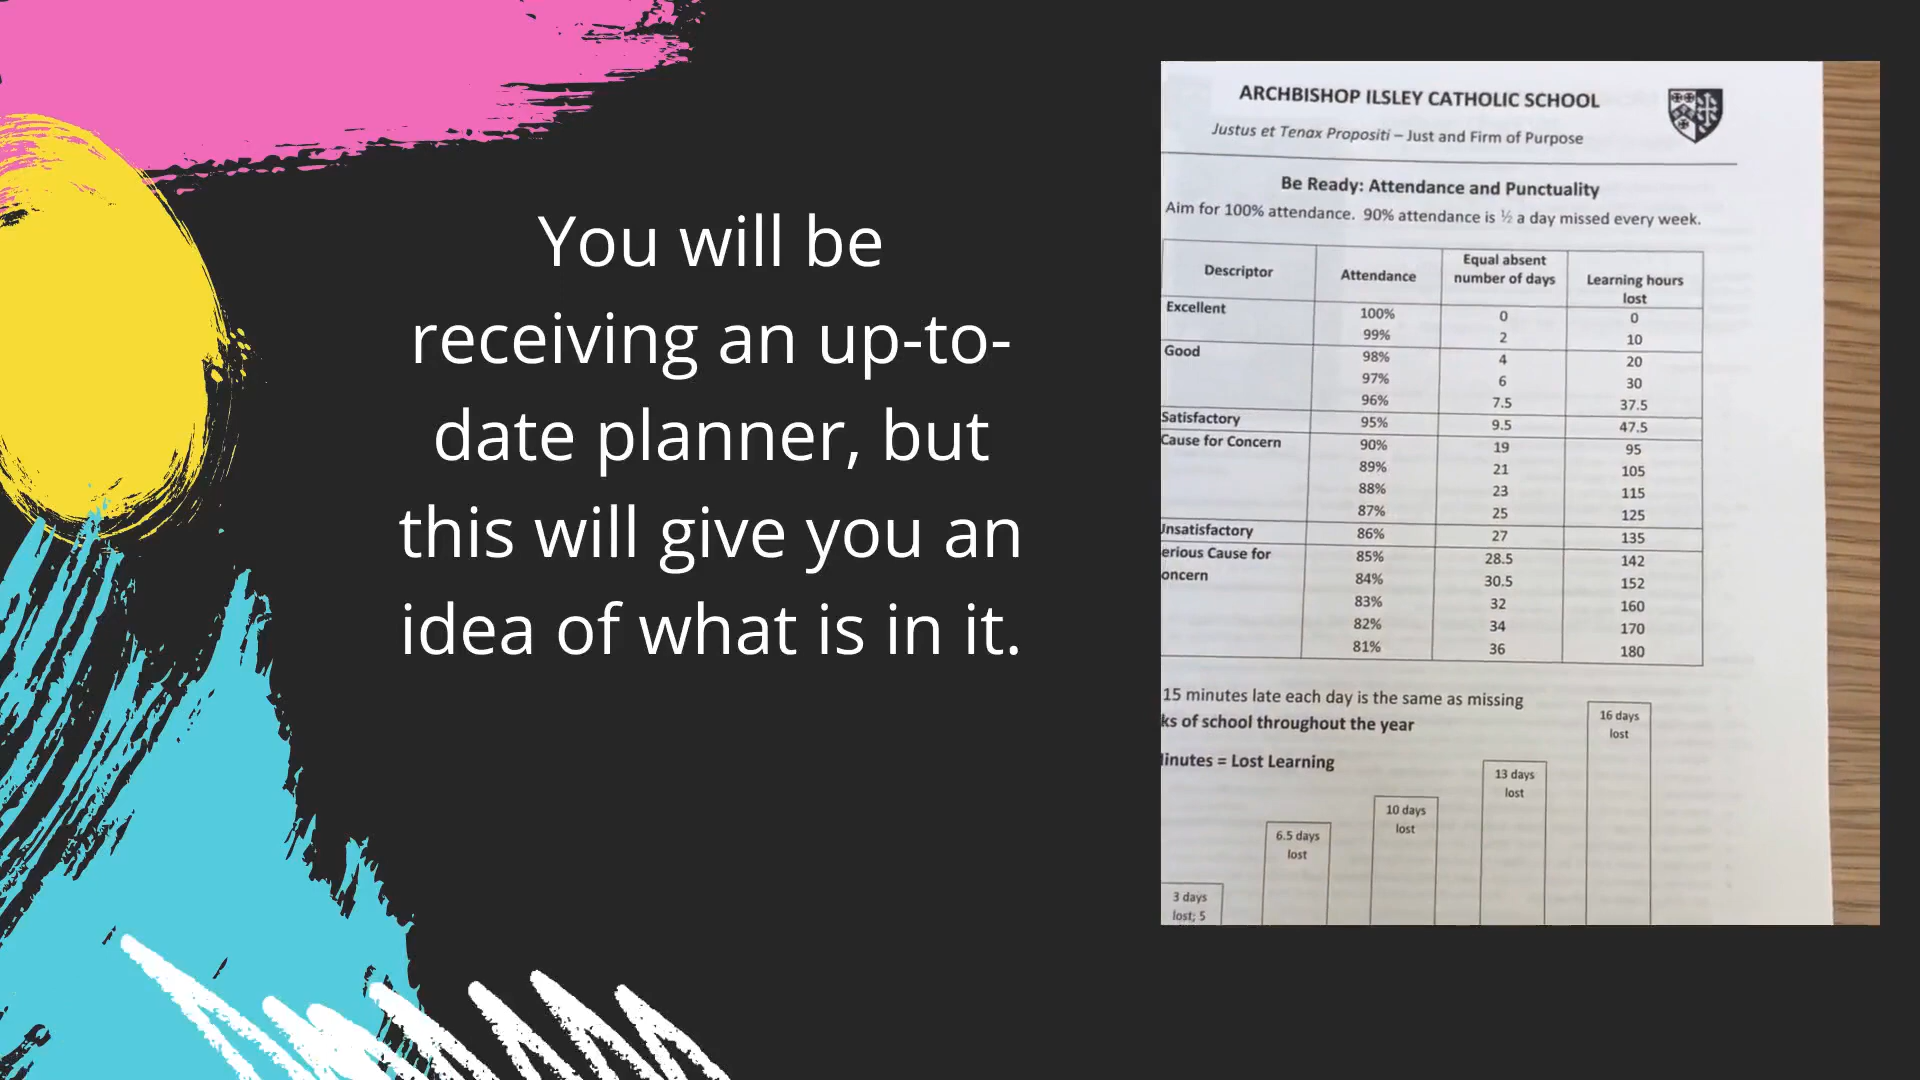 You will be
receiving an up-to-
date planner, but
this will give you an
idea of what is in it.
ARCHBISHOP ILSLEY CATHOLIC SCHOOL
Justus et Tenax Propositi – Just and Firm of Purpose
Be Ready: Attendance and Punctuality
Aim for 100% attendance. 90% attendance is ½ a day missed every week.
Descriptor Attendance Equal absent number of days Learning hours lost
Excellent 100% 0 0
99% 2 10
Good 98% 4 20
97% 6 30
96% 7.5 37.5
Satisfactory 95% 9.5 47.5
Cause for Concern 90% 19 95
89% 21 105
88% 23 115
87% 25 125
Unsatisfactory 86% 27 135
erious Cause for 85% 28.5 142
oncern 84% 30.5 152
83% 32 160
82% 34 170
81% 36 180
15 minutes late each day is the same as missing
ks of school throughout the year
inutes = Lost Learning
16 days
lost
13 days
lost
10 days
lost
6.5 days
lost
3 days
lost; 5